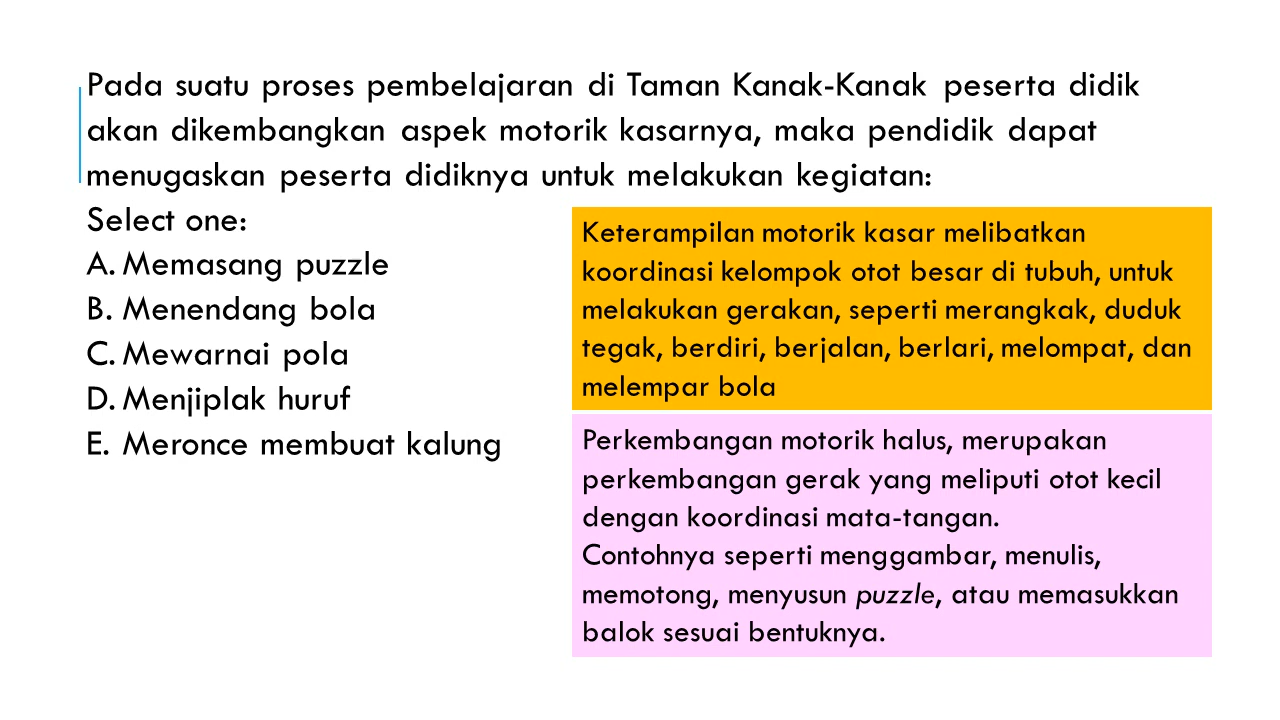 Pada suatu proses pembelajaran di Taman Kanak-Kanak peserta didik
akan dikembangkan aspek motorik kasarnya, maka pendidik dapat
menugaskan peserta didiknya untuk melakukan kegiatan:
Select one:
A. Memasang puzzle
B. Menendang bola
C. Mewarnai pola
D. Menjiplak huruf
E. Meronce membuat kalung
Keterampilan motorik kasar melibatkan
koordinasi kelompok otot besar di tubuh, untuk
melakukan gerakan, seperti merangkak, duduk
tegak, berdiri, berjalan, berlari, melompat, dan
melempar bola
Perkembangan motorik halus, merupakan
perkembangan gerak yang meliputi otot kecil
dengan koordinasi mata-tangan.
Contohnya seperti menggambar, menulis,
memotong, menyusun puzzle, atau memasukkan
balok sesuai bentuknya.